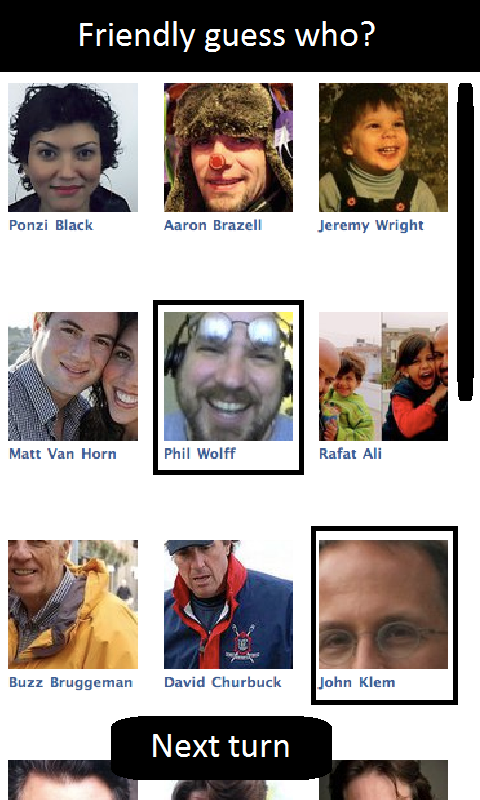 Friendly guess who?
Ponzi Black
Aaron Brazell
Jeremy Wright
Matt Van Horn
Phil Wolff
Rafat Ali
Buzz Bruggeman
David Churbuck
John Klem
Next turn